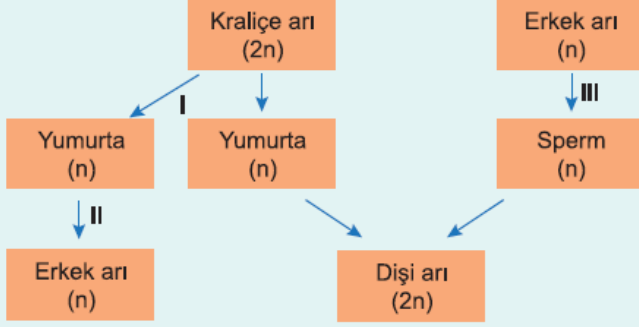 Kraliçe arı
(2n)
Erkek arı
(n)
I
III
Yumurta
(n)
Yumurta
(n)
Sperm
(n)
II
Erkek arı
(n)
Dişi arı
(2n)